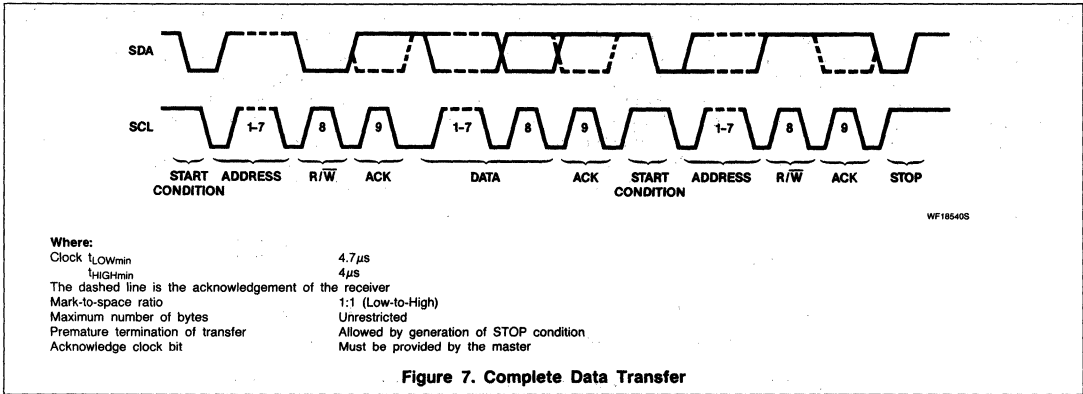 SDA
SCL 1–7 8 9 1–7 8 9 1–7 8 9
START CONDITION ADDRESS R/W̅ ACK DATA ACK START CONDITION ADDRESS R/W̅ ACK STOP
WF18540S
Where:
Clock tLOWmin 4.7μs
tHIGHmin 4μs
The dashed line is the acknowledgement of the receiver
Mark-to-space ratio 1:1 (Low-to-High)
Maximum number of bytes Unrestricted
Premature termination of transfer Allowed by generation of STOP condition
Acknowledge clock bit Must be provided by the master
Figure 7. Complete Data Transfer